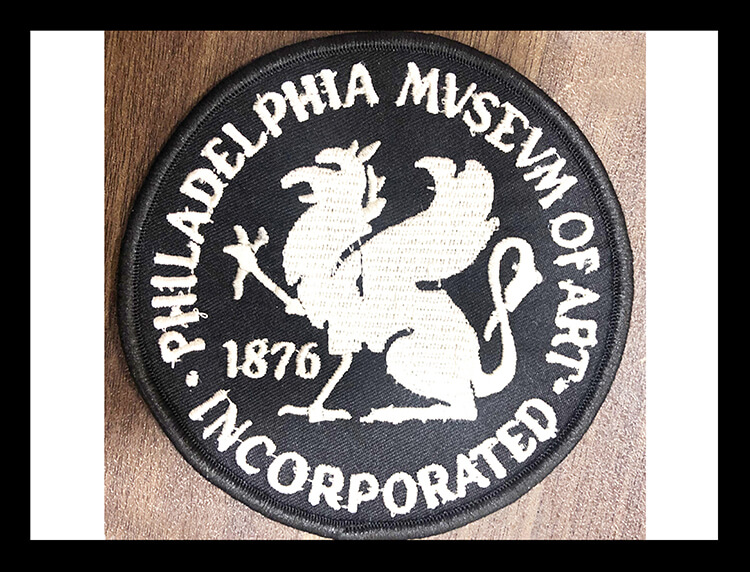 PHILADELPHIA MVSEVM OF ART
1876
· INCORPORATED ·